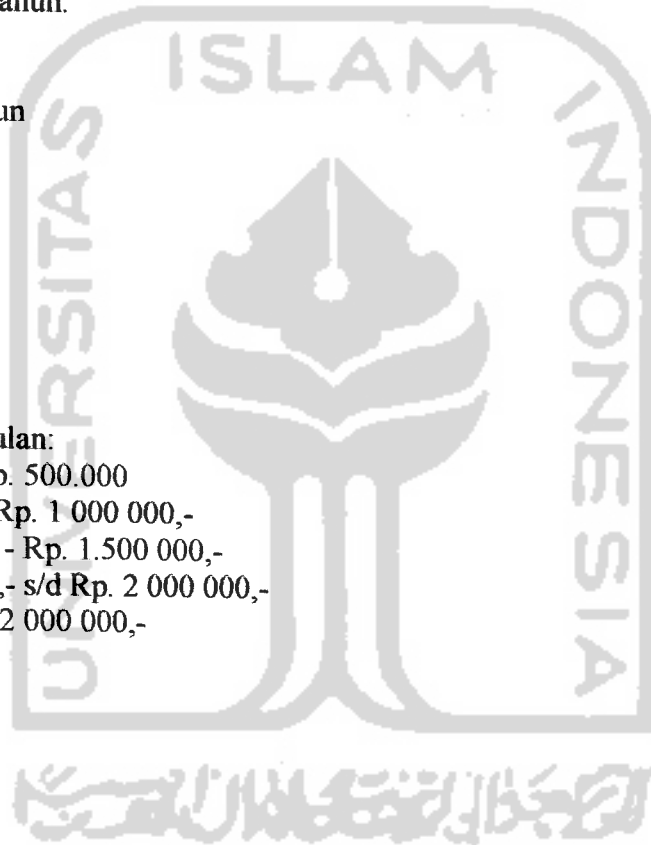 ahun.
un
ulan:
p. 500.000
Rp. 1 000 000,-
- Rp. 1.500 000,-
,- s/d Rp. 2 000 000,-
2 000 000,-
UNIVERSITAS
ISLAM
INDONESIA